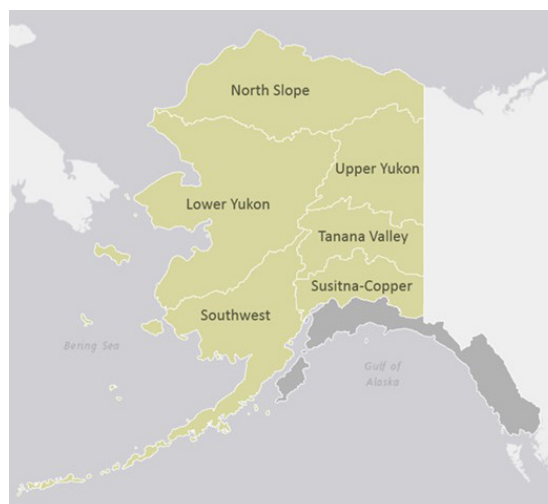 North Slope
Upper Yukon
Lower Yukon
Tanana Valley
Susitna-Copper
Southwest
Bering Sea
Gulf of
Alaska